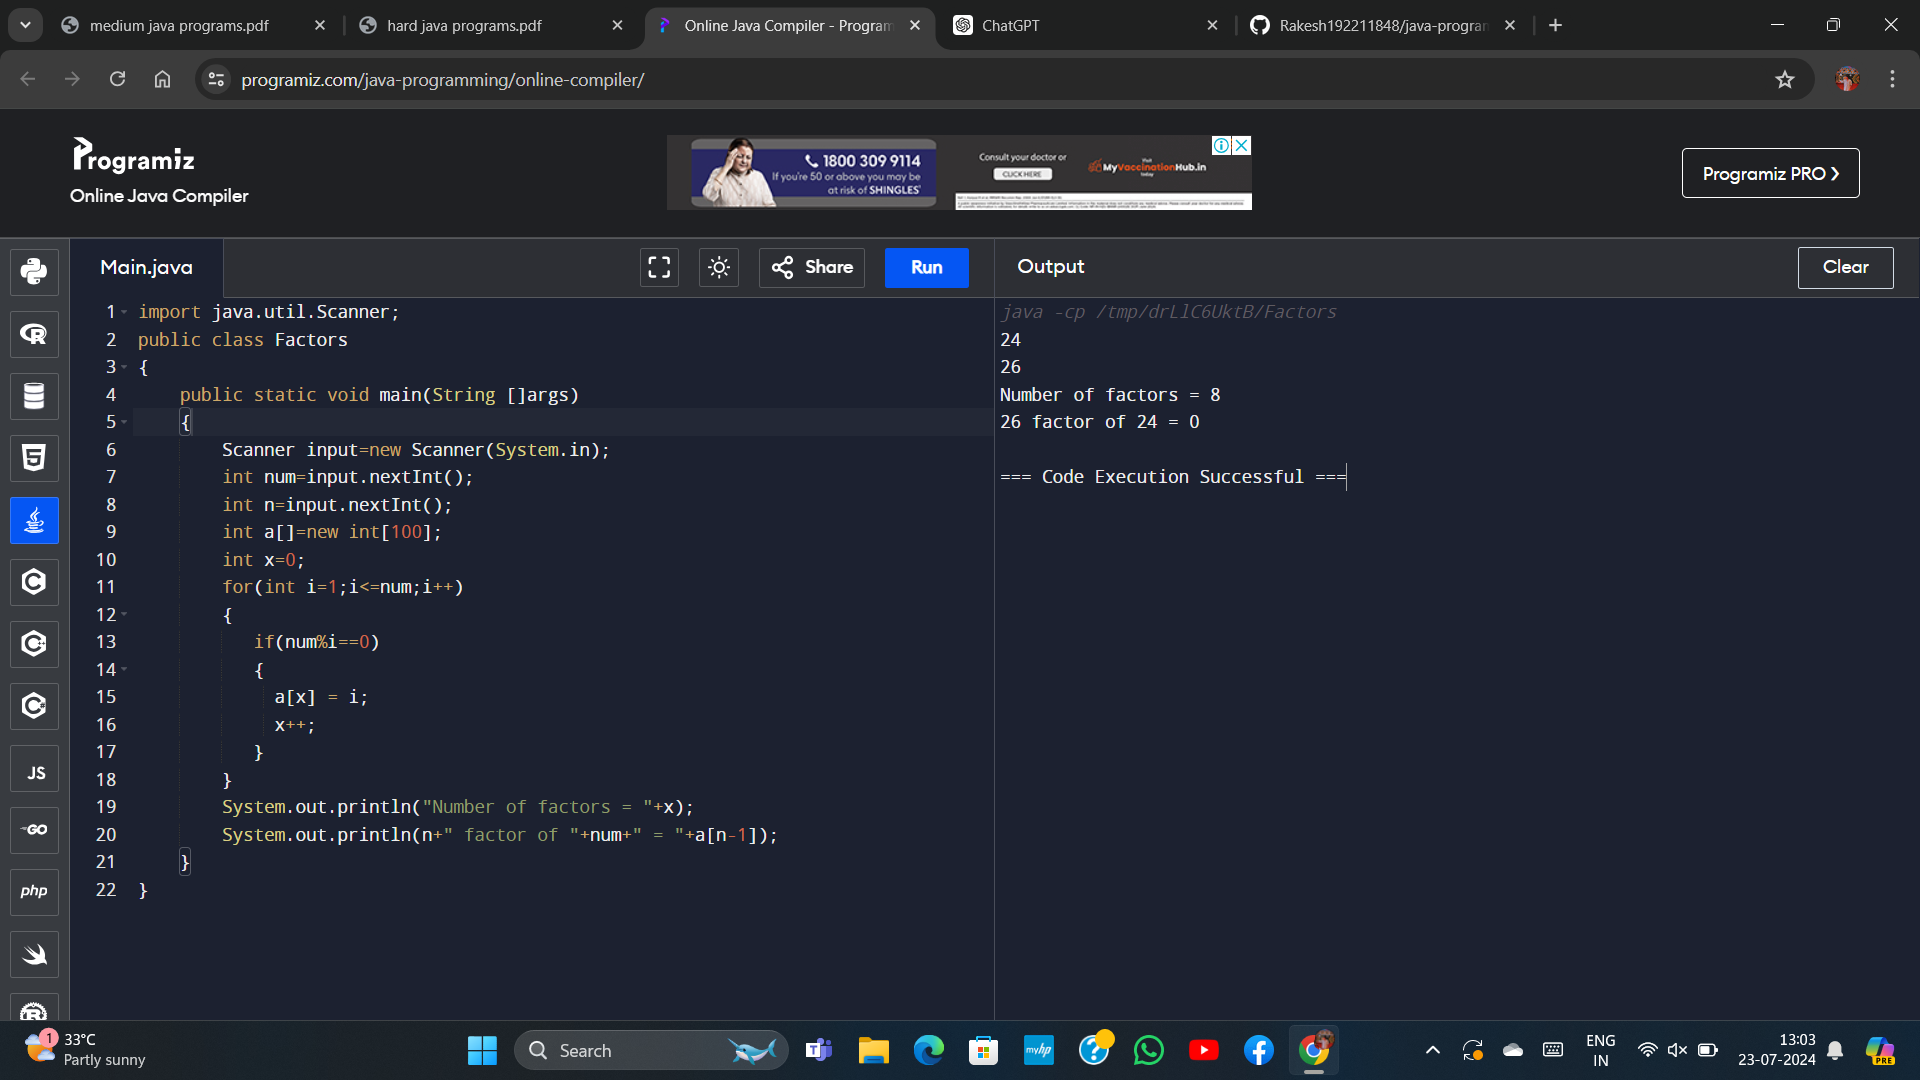 medium java programs.pdf
hard java programs.pdf
Online Java Compiler - Program
ChatGPT
Rakesh192211848/java-program
programiz.com/java-programming/online-compiler/
Programiz
Online Java Compiler
1800 309 9114
If you're 50 or above you may be
at risk of SHINGLES*
Consult your doctor or
CLICK HERE
Visit
MyVaccinationHub.in
today
Programiz PRO ❯
Main.java
Share
Run
Output
Clear
1 import java.util.Scanner;
2 public class Factors
3 {
4 public static void main(String []args)
5 {
6 Scanner input=new Scanner(System.in);
7 int num=input.nextInt();
8 int n=input.nextInt();
9 int a[]=new int[100];
10 int x=0;
11 for(int i=1;i<=num;i++)
12 {
13 if(num%i==0)
14 {
15 a[x] = i;
16 x++;
17 }
18 }
19 System.out.println("Number of factors = "+x);
20 System.out.println(n+" factor of "+num+" = "+a[n-1]);
21 }
22 }
java -cp /tmp/drLlC6UktB/Factors
24
26
Number of factors = 8
26 factor of 24 = 0
=== Code Execution Successful ===
JS
GO
php
1
33°C
Partly sunny
Search
myhp
ENG
IN
13:03
23-07-2024
PRE